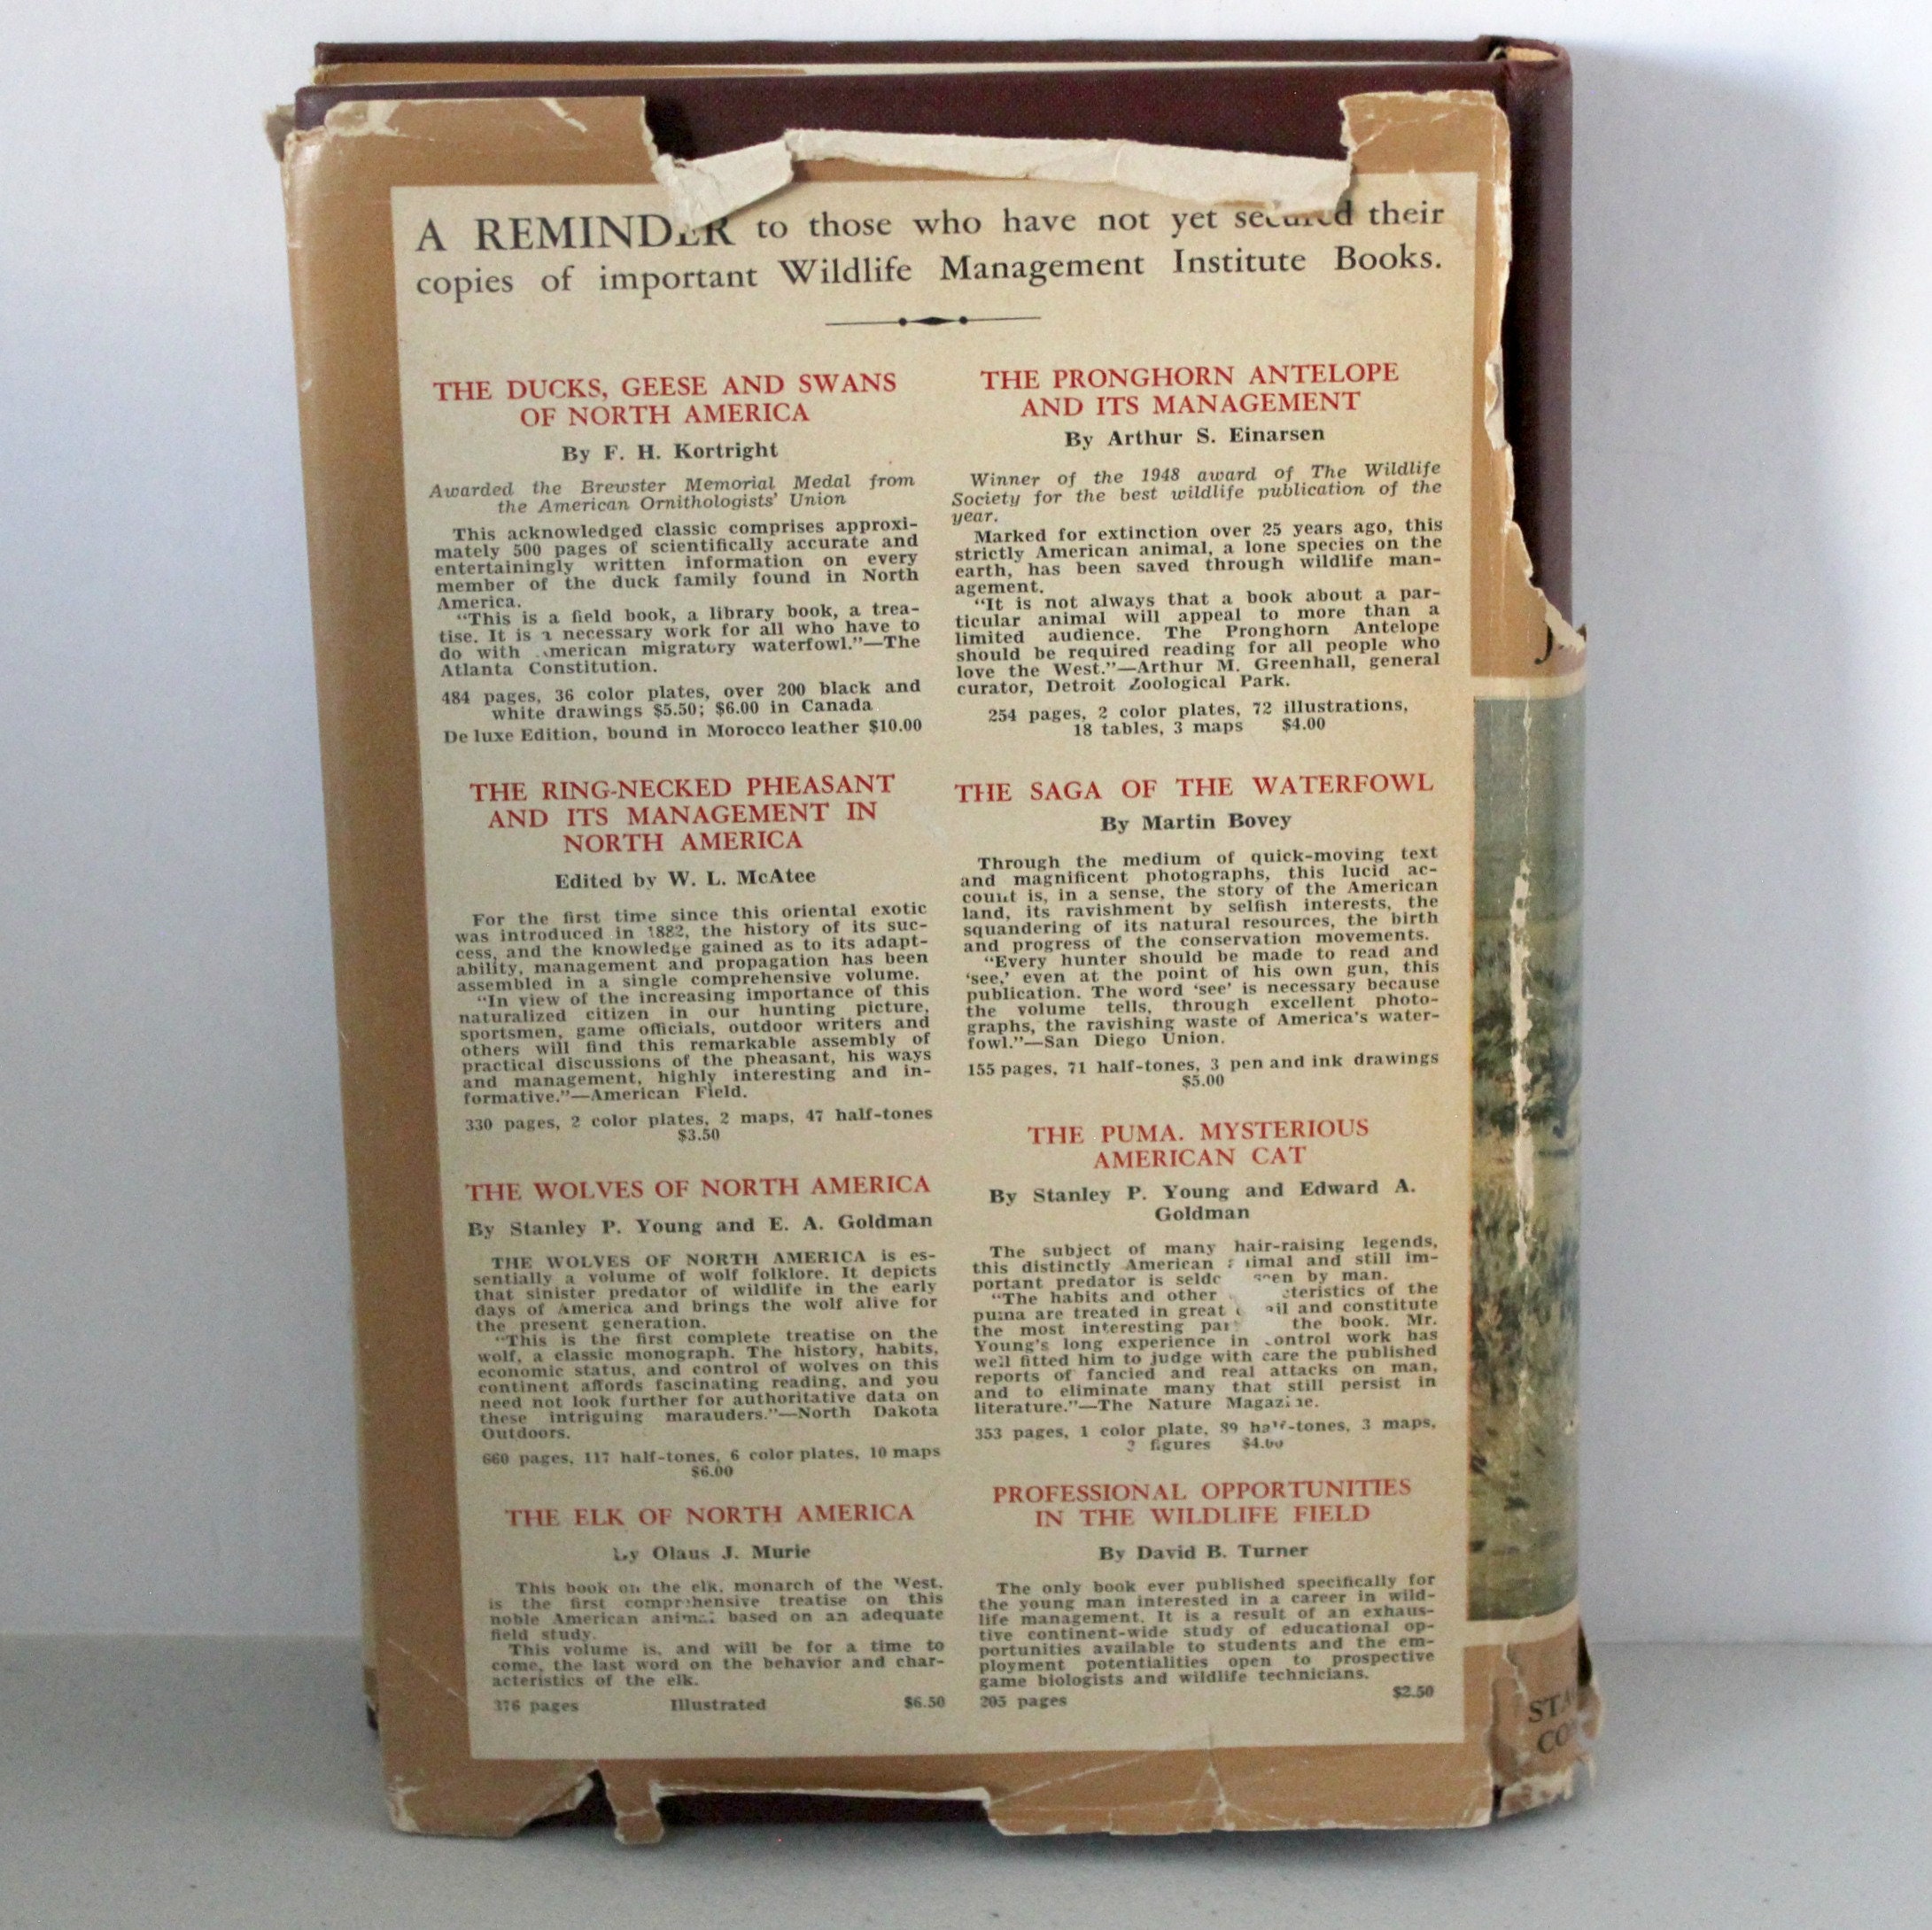 A REMINDER to those who have not yet secured their
copies of important Wildlife Management Institute Books.
THE DUCKS, GEESE AND SWANS
OF NORTH AMERICA
By F. H. Kortright
Awarded the Brewster Memorial Medal from
the American Ornithologists' Union
This acknowledged classic comprises approxi-
mately 500 pages of scientifically accurate and
entertainingly written information on every
member of the duck family found in North
America.
"This is a field book, a library book, a trea-
tise. It is a necessary work for all who have to
do with American migratory waterfowl."—The
Atlanta Constitution.
484 pages, 36 color plates, over 200 black and
white drawings $5.50; $6.00 in Canada
De luxe Edition, bound in Morocco leather $10.00
THE RING-NECKED PHEASANT
AND ITS MANAGEMENT IN
NORTH AMERICA
Edited by W. L. McAtee
For the first time since this oriental exotic
was introduced in 1882, the history of its suc-
cess, and the knowledge gained as to its adapt-
ability, management and propagation has been
assembled in a single comprehensive volume.
"In view of the increasing importance of this
naturalized citizen in our hunting picture,
sportsmen, game officials, outdoor writers and
others will find this remarkable assembly of
practical discussions of the pheasant, his ways
and management, highly interesting and in-
formative."—American Field.
330 pages, 2 color plates, 2 maps, 47 half-tones
$3.50
THE WOLVES OF NORTH AMERICA
By Stanley P. Young and E. A. Goldman
THE WOLVES OF NORTH AMERICA is es-
sentially a volume of wolf folklore. It depicts
that sinister predator of wildlife in the early
days of America and brings the wolf alive for
the present generation.
"This is the first complete treatise on the
wolf, a classic monograph. The history, habits,
economic status, and control of wolves on this
continent affords fascinating reading, and you
need not look further for authoritative data on
these intriguing marauders."—North Dakota
Outdoors.
660 pages, 117 half-tones, 6 color plates, 10 maps
$6.00
THE ELK OF NORTH AMERICA
By Olaus J. Murie
This book on the elk, monarch of the West,
is the first comprehensive treatise on this
noble American animal based on an adequate
field study.
This volume is, and will be for a time to
come, the last word on the behavior and char-
acteristics of the elk.
376 pages Illustrated $6.50
THE PRONGHORN ANTELOPE
AND ITS MANAGEMENT
By Arthur S. Einarsen
Winner of the 1948 award of The Wildlife
Society for the best wildlife publication of the
year.
Marked for extinction over 25 years ago, this
strictly American animal, a lone species on the
earth, has been saved through wildlife man-
agement.
"It is not always that a book about a par-
ticular animal will appeal to more than a
limited audience. The Pronghorn Antelope
should be required reading for all people who
love the West."—Arthur M. Greenhall, general
curator, Detroit Zoological Park.
254 pages, 2 color plates, 72 illustrations,
18 tables, 3 maps $4.00
THE SAGA OF THE WATERFOWL
By Martin Bovey
Through the medium of quick-moving text
and magnificent photographs, this lucid ac-
count is, in a sense, the story of the American
land, its ravishment by selfish interests, the
squandering of its natural resources, the birth
and progress of the conservation movements.
"Every hunter should be made to read and
'see,' even at the point of his own gun, this
publication. The word 'see' is necessary because
the volume tells, through excellent photo-
graphs, the ravishing waste of America's water-
fowl."—San Diego Union.
155 pages, 71 half-tones, 3 pen and ink drawings
$5.00
THE PUMA. MYSTERIOUS
AMERICAN CAT
By Stanley P. Young and Edward A.
Goldman
The subject of many hair-raising legends,
this distinctly American animal and still im-
portant predator is seldom seen by man.
"The habits and other characteristics of the
puma are treated in great detail and constitute
the most interesting part the book. Mr.
Young's long experience in control work has
well fitted him to judge with care the published
reports of fancied and real attacks on man,
and to eliminate many that still persist in
literature."—The Nature Magazine.
353 pages, 1 color plate, 89 half-tones, 3 maps,
figures $4.00
PROFESSIONAL OPPORTUNITIES
IN THE WILDLIFE FIELD
By David B. Turner
The only book ever published specifically for
the young man interested in a career in wild-
life management. It is a result of an exhaus-
tive continent-wide study of educational op-
portunities available to students and the em-
ployment potentialities open to prospective
game biologists and wildlife technicians.
205 pages $2.50